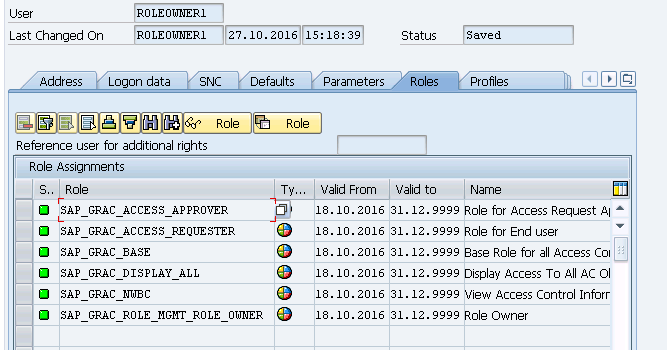 User ROLEOWNER1
Last Changed On ROLEOWNER1 27.10.2016 15:18:39 Status Saved
Address Logon data SNC Defaults Parameters Roles Profiles
Role Role
Reference user for additional rights
Role Assignments
S.. Role Ty... Valid From Valid to Name
SAP_GRAC_ACCESS_APPROVER 18.10.2016 31.12.9999 Role for Access Request Ap
SAP_GRAC_ACCESS_REQUESTER 18.10.2016 31.12.9999 Role for End user
SAP_GRAC_BASE 18.10.2016 31.12.9999 Base Role for all Access Con
SAP_GRAC_DISPLAY_ALL 18.10.2016 31.12.9999 Display Access To All AC Ol
SAP_GRAC_NWBC 18.10.2016 31.12.9999 View Access Control Inform
SAP_GRAC_ROLE_MGMT_ROLE_OWNER 18.10.2016 31.12.9999 Role Owner